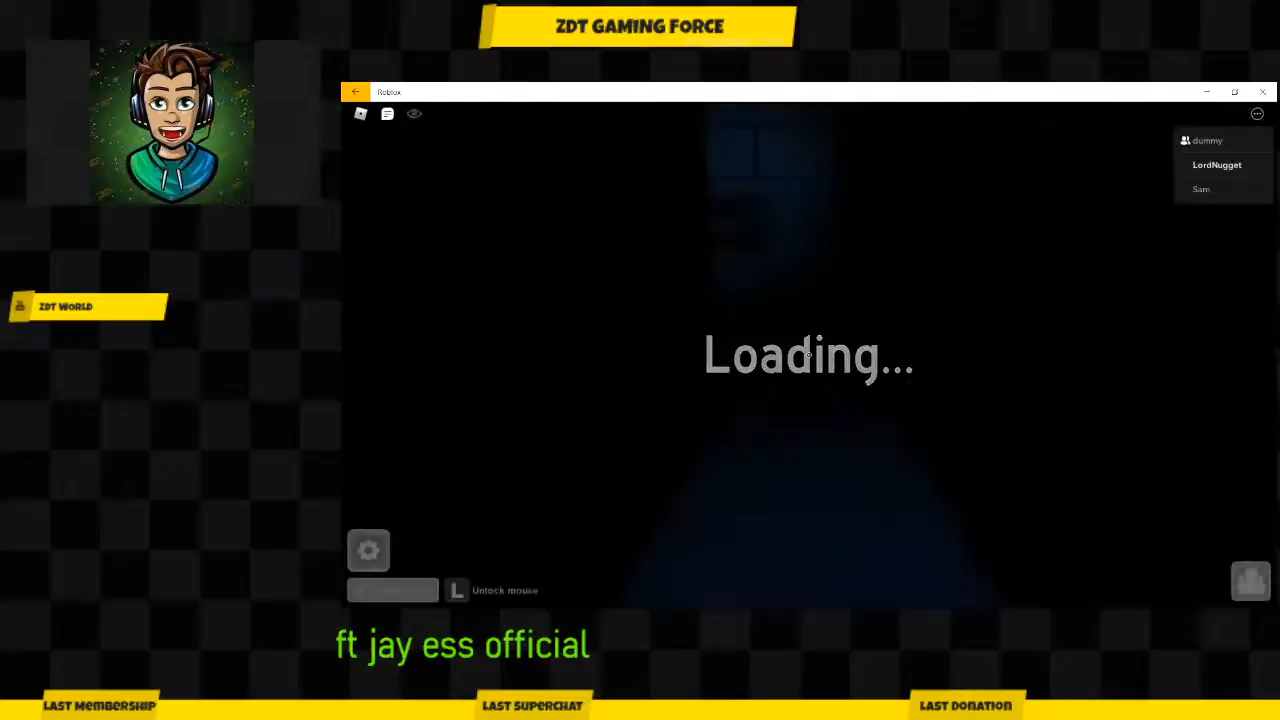 ZDT GAMING FORCE
Roblox
dummy
LordNugget
Sam
ZDT WORLD
Loading...
L Unlock mouse
ft jay ess official
LAST MEMBERSHIP
LAST SUPERCHAT
LAST DONATION